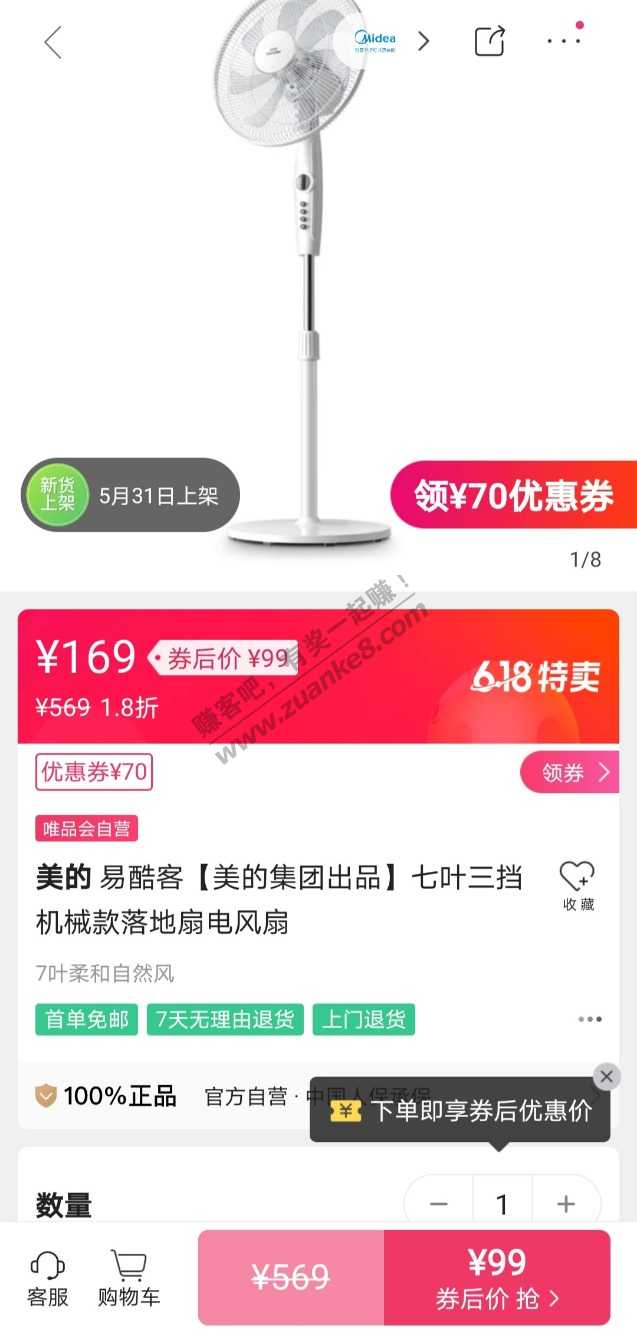 Midea
新货
上架
5月31日上架
领¥70优惠券
1/8
¥169
券后价 ¥99
¥569 1.8折
6.18特卖
赚客吧,有奖一起赚!
www.zuanke8.com
优惠券¥70
领券
唯品会自营
美的 易酷客【美的集团出品】七叶三挡
机械款落地扇电风扇
收藏
7叶柔和自然风
首单免邮
7天无理由退货
上门退货
100%正品
官方自营·中国人保承保
下单即享券后优惠价
数量
1
客服
购物车
¥569
¥99
券后价 抢